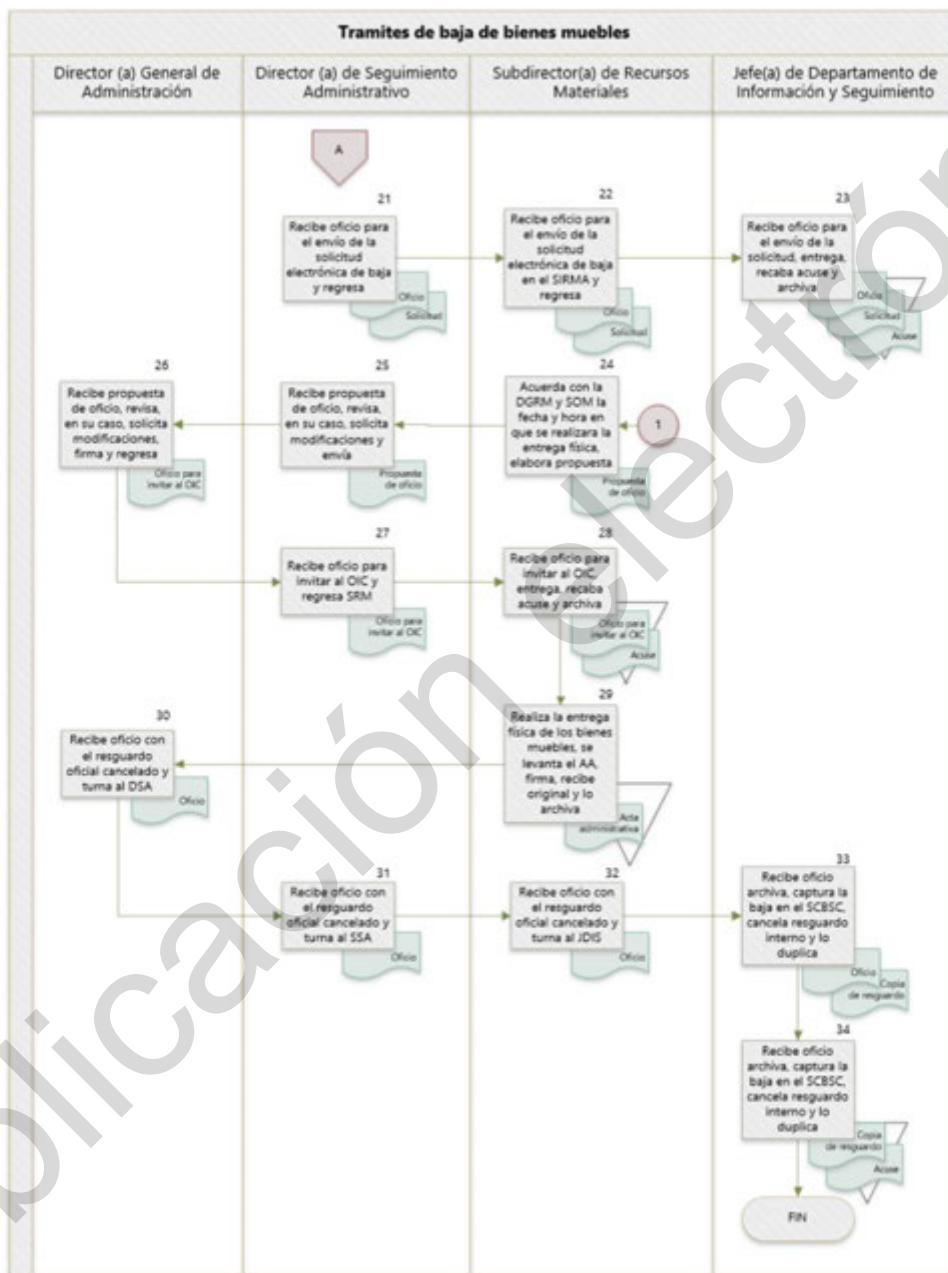 Tramites de baja de bienes muebles
Director (a) General de
Administración
Director (a) de Seguimiento
Administrativo
Subdirector(a) de Recursos
Materiales
Jefe(a) de Departamento de
Información y Seguimiento
A
21
Recibe oficio para
el envío de la
solicitud
electrónica de baja
y regresa
Oficio
Solicitud
22
Recibe oficio para
el envío de la
solicitud
electrónica de baja
en el SIRMA y
regresa
Oficio
Solicitud
23
Recibe oficio para
el envío de la
solicitud, entrega,
recaba acuse y
archiva
Oficio
Solicitud
Acuse
1
24
Acuerda con la
DGRM y SOM la
fecha y hora en
que se realizara la
entrega física,
elabora propuesta
Propuesta
de oficio
25
Recibe propuesta
de oficio, revisa,
en su caso, solicita
modificaciones y
envía
Propuesta
de oficio
26
Recibe propuesta
de oficio, revisa,
en su caso, solicita
modificaciones,
firma y regresa
Oficio para
invitar al OIC
27
Recibe oficio para
invitar al OIC y
regresa SRM
Oficio para
invitar al OIC
28
Recibe oficio para
invitar al OIC,
entrega, recaba
acuse y archiva
Oficio para
invitar al OIC
Acuse
29
Realiza la entrega
física de los bienes
muebles, se
levanta el AA,
firma, recibe
original y lo
archiva
Acta
administrativa
30
Recibe oficio con
el resguardo
oficial cancelado y
turna al DSA
Oficio
31
Recibe oficio con
el resguardo
oficial cancelado y
turna al SSA
Oficio
32
Recibe oficio con
el resguardo
oficial cancelado y
turna al JDIS
Oficio
33
Recibe oficio
archiva, captura la
baja en el SCBSC,
cancela resguardo
interno y lo
duplica
Oficio
Copia
de resguardo
34
Recibe oficio
archiva, captura la
baja en el SCBSC,
cancela resguardo
interno y lo
duplica
Copia
de resguardo
Acuse
FIN
blicación electrón